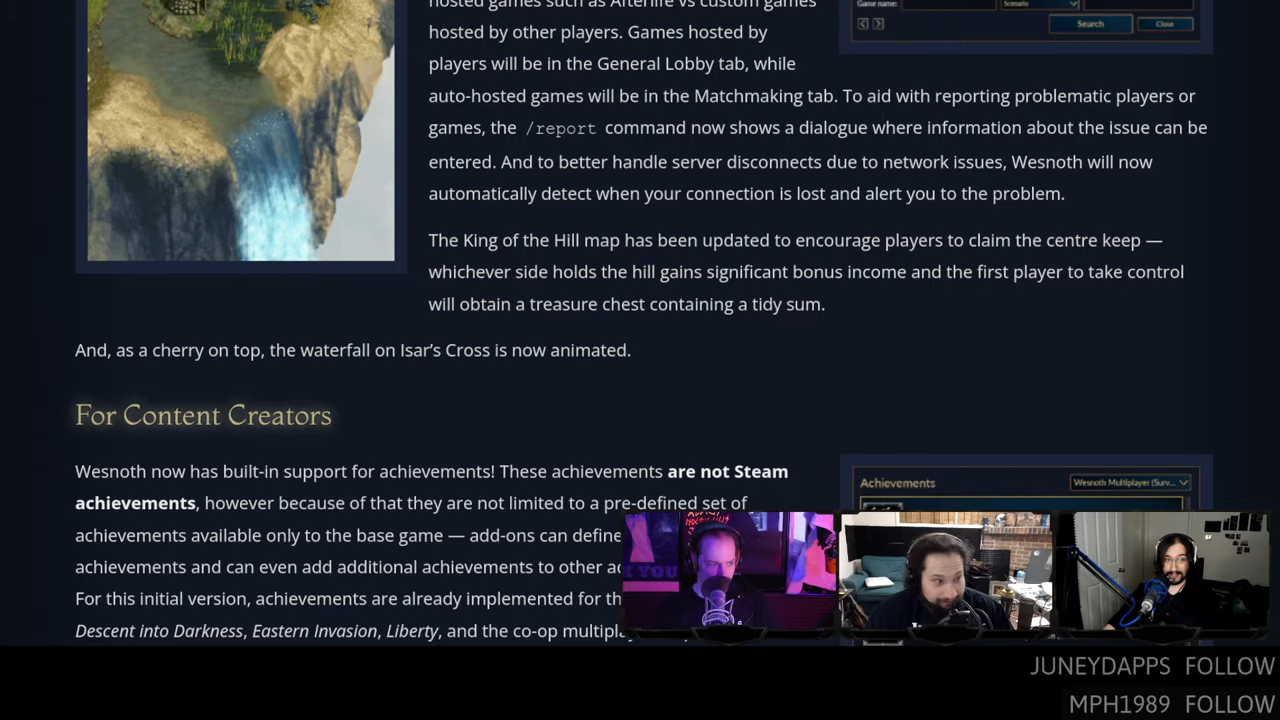 hosted games such as Afterlife vs custom games
hosted by other players. Games hosted by
players will be in the General Lobby tab, while
auto-hosted games will be in the Matchmaking tab. To aid with reporting problematic players or
games, the /report command now shows a dialogue where information about the issue can be
entered. And to better handle server disconnects due to network issues, Wesnoth will now
automatically detect when your connection is lost and alert you to the problem.
Game name:
Scenario
Search
Close
The King of the Hill map has been updated to encourage players to claim the centre keep —
whichever side holds the hill gains significant bonus income and the first player to take control
will obtain a treasure chest containing a tidy sum.
And, as a cherry on top, the waterfall on Isar’s Cross is now animated.
For Content Creators
Wesnoth now has built-in support for achievements! These achievements are not Steam
achievements, however because of that they are not limited to a pre-defined set of
achievements available only to the base game — add-ons can define
achievements and can even add additional achievements to other
For this initial version, achievements are already implemented for
Descent into Darkness, Eastern Invasion, Liberty, and the co-op
Achievements
Wesnoth Multiplayer (Surv...
JUNEYDAPPS FOLLOW
MPH1989 FOLLOW